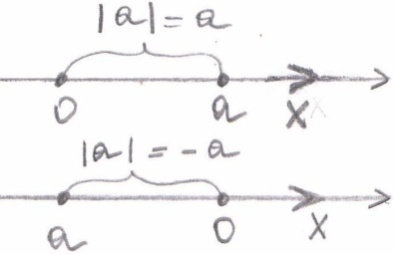 |a| = a
0 a x
|a| = -a
a 0 x